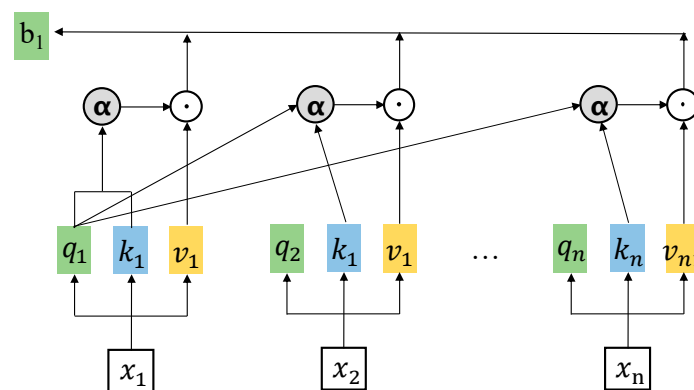 b₁
α · α · α ·
q₁ k₁ v₁ q₂ k₁ v₁ … qₙ kₙ vₙ
x₁ x₂ xₙ